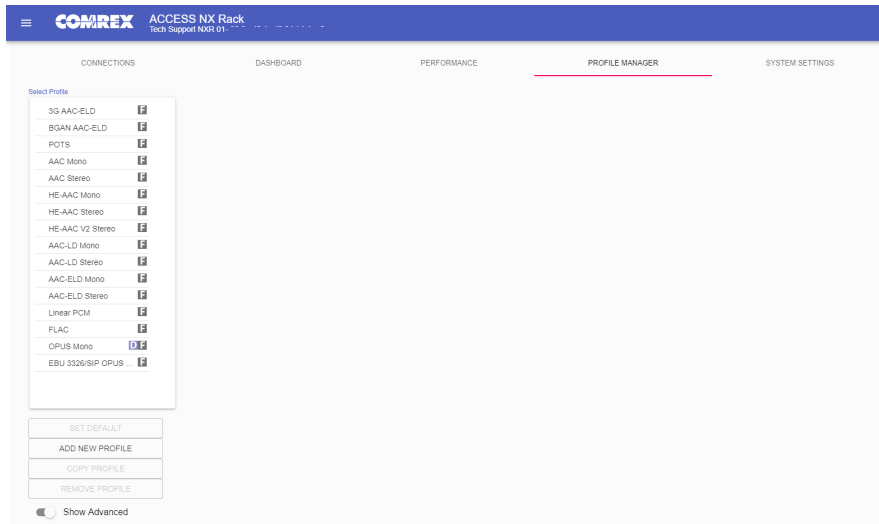 COMREX
ACCESS NX Rack
Tech Support NXR 01-
CONNECTIONS DASHBOARD PERFORMANCE PROFILE MANAGER SYSTEM SETTINGS
Select Profile
3G AAC-ELD F
BGAN AAC-ELD F
POTS F
AAC Mono F
AAC Stereo F
HE-AAC Mono F
HE-AAC Stereo F
HE-AAC V2 Stereo F
AAC-LD Mono F
AAC-LD Stereo F
AAC-ELD Mono F
AAC-ELD Stereo F
Linear PCM F
FLAC F
OPUS Mono D F
EBU 3326/SIP OPUS ... F
SET DEFAULT
ADD NEW PROFILE
COPY PROFILE
REMOVE PROFILE
Show Advanced